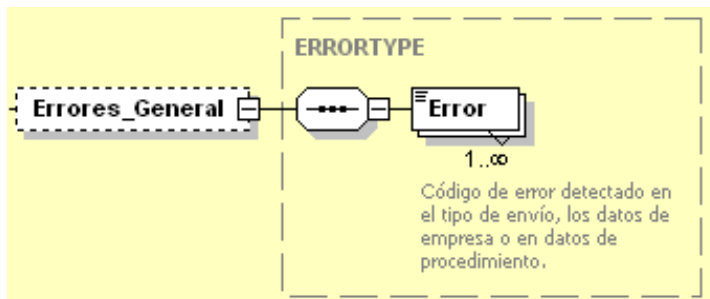 ERRORTYPE
Errores_General
Error
1..∞
Código de error detectado en
el tipo de envío, los datos de
empresa o en datos de
procedimiento.